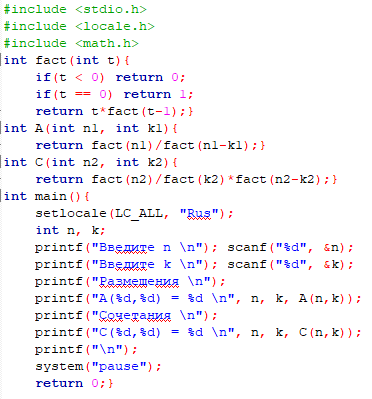 #include <stdio.h>
#include <locale.h>
#include <math.h>
int fact(int t){
    if(t < 0) return 0;
    if(t == 0) return 1;
    return t*fact(t-1);}
int A(int n1, int k1){
    return fact(n1)/fact(n1-k1);}
int C(int n2, int k2){
    return fact(n2)/fact(k2)*fact(n2-k2);}
int main(){
    setlocale(LC_ALL, "Rus");
    int n, k;
    printf("Введите n \n"); scanf("%d", &n);
    printf("Введите k \n"); scanf("%d", &k);
    printf("Размещения \n");
    printf("A(%d,%d) = %d \n", n, k, A(n,k));
    printf("Сочетания \n");
    printf("C(%d,%d) = %d \n", n, k, C(n,k));
    printf("\n");
    system("pause");
    return 0;}